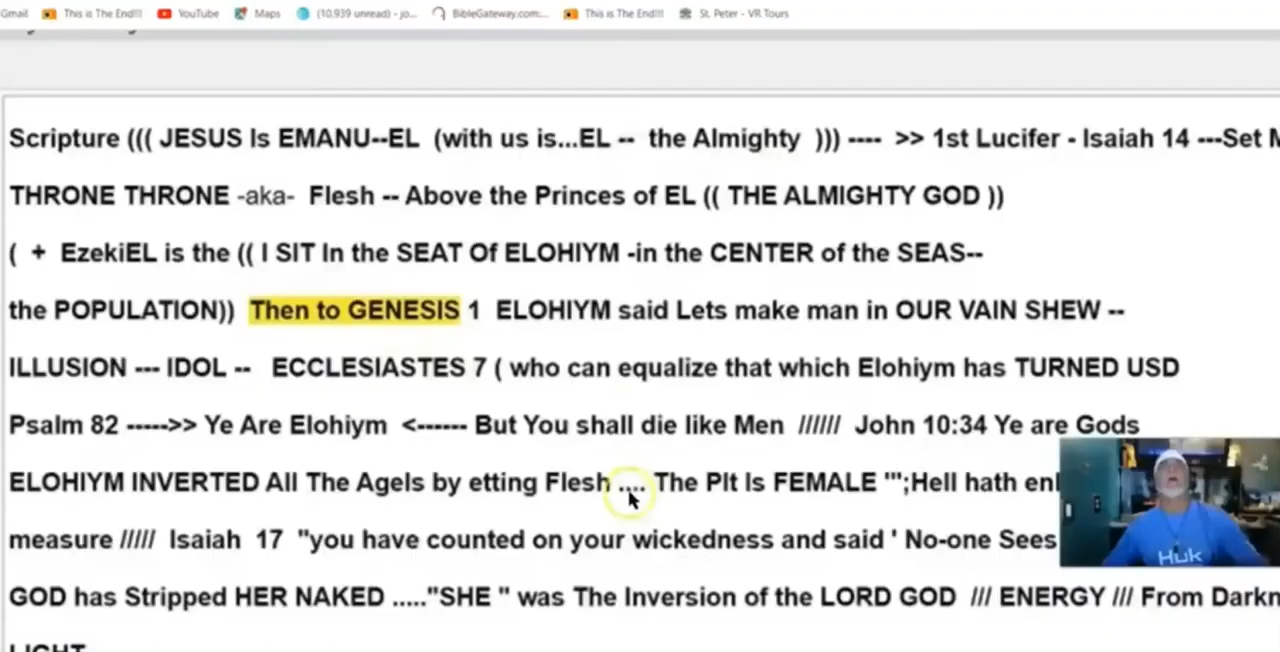 Gmail This is The End!!! YouTube Maps (10,939 unread) - jo... BibleGateway.com:... This is The End!!! St. Peter - VR Tours
Scripture ((( JESUS Is EMANU--EL (with us is...EL -- the Almighty ))) ---- >> 1st Lucifer - Isaiah 14 ---Set M
THRONE THRONE -aka- Flesh -- Above the Princes of EL (( THE ALMIGHTY GOD ))
( + EzekiEL is the (( I SIT In the SEAT Of ELOHIYM -in the CENTER of the SEAS--
the POPULATION)) Then to GENESIS 1 ELOHIYM said Lets make man in OUR VAIN SHEW --
ILLUSION --- IDOL -- ECCLESIASTES 7 ( who can equalize that which Elohiym has TURNED USD
Psalm 82 ----->> Ye Are Elohiym <------ But You shall die like Men ////// John 10:34 Ye are Gods
ELOHIYM INVERTED All The Agels by etting Flesh .... The PIt Is FEMALE "'";Hell hath enl
measure ///// Isaiah 17 "you have counted on your wickedness and said ' No-one Sees
Huk
GOD has Stripped HER NAKED ....."SHE " was The Inversion of the LORD GOD /// ENERGY /// From Darkn
LIGHT